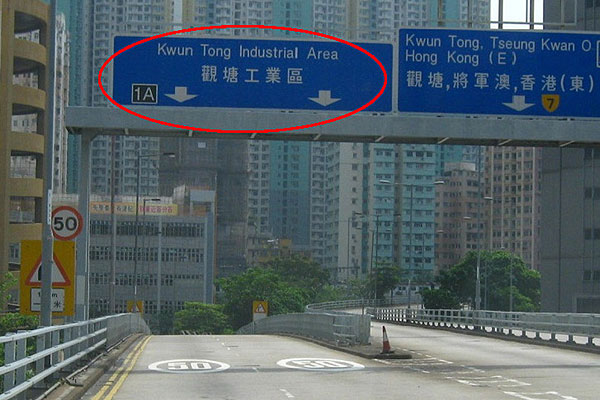 Kwun Tong Industrial Area
觀塘工業區
1A
Kwun Tong, Tseung Kwan O
Hong Kong (E)
觀塘,將軍澳,香港(東)
7
50
米
50
50